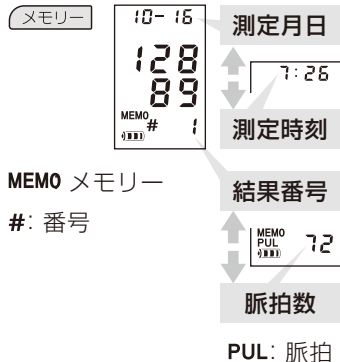 メモリー
10-16
128
89
MEMO
# 1
測定月日
7:26
測定時刻
MEMO メモリー
#: 番号
結果番号
MEMO
PUL
72
脈拍数
PUL: 脈拍